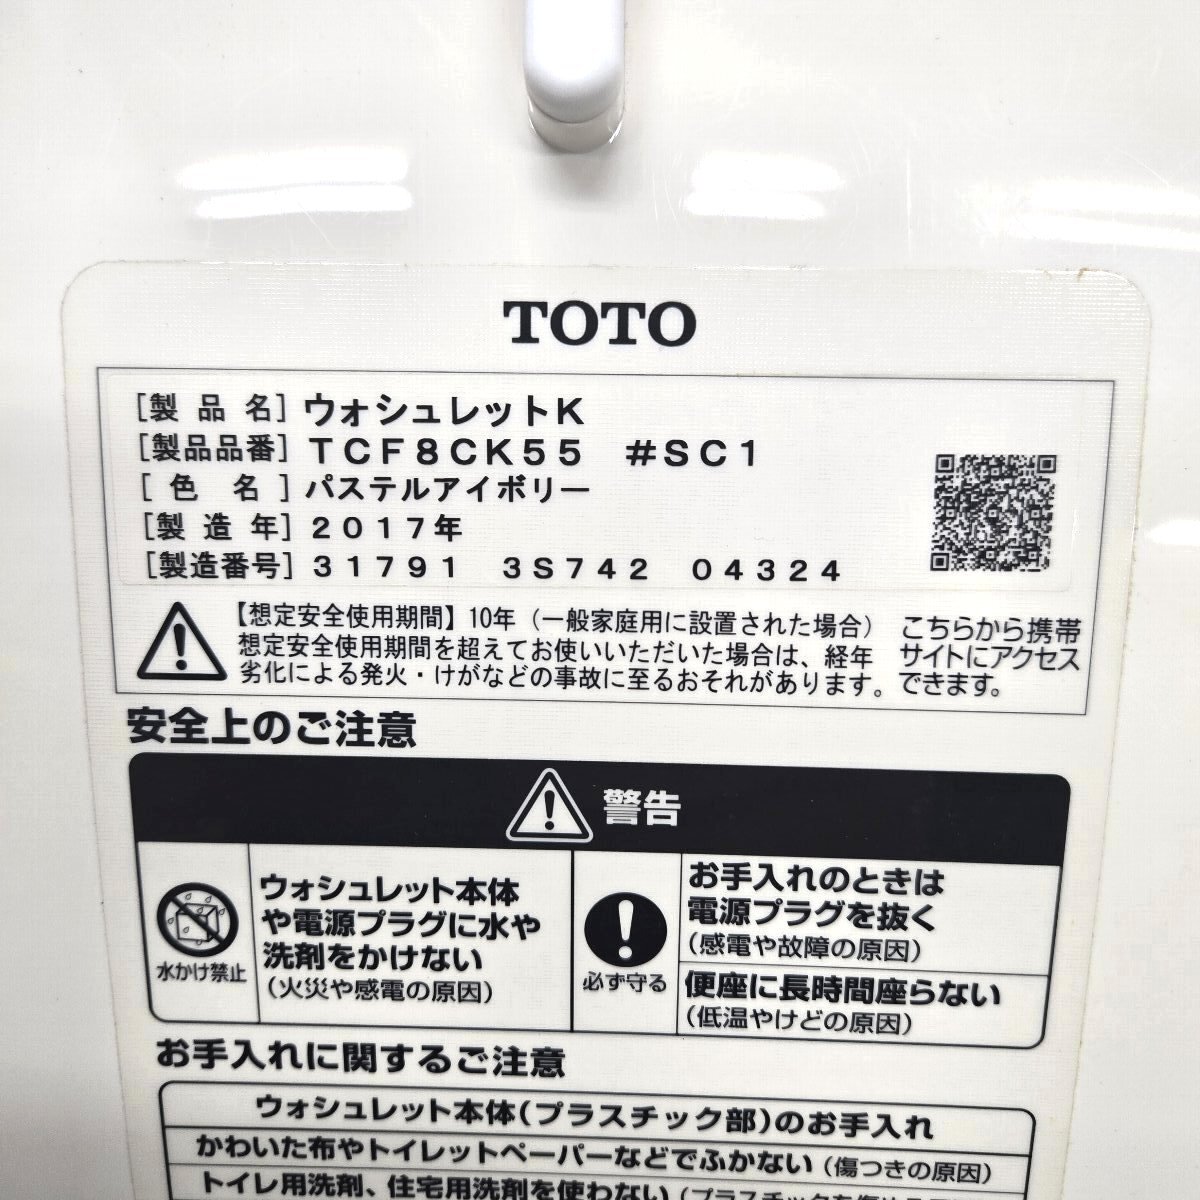 TOTO
[製品名] ウォシュレットK
[製品品番] TCF8CK55 #SC1
[色名] パステルアイボリー
[製造年] 2017年
[製造番号] 31791 3S742 04324
【想定安全使用期間】10年（一般家庭用に設置された場合）
想定安全使用期間を超えてお使いいただいた場合は、経年
劣化による発火・けがなどの事故に至るおそれがあります。
こちらから携帯
サイトにアクセス
できます。
安全上のご注意
警告
水かけ禁止
ウォシュレット本体
や電源プラグに水や
洗剤をかけない
（火災や感電の原因）
必ず守る
お手入れのときは
電源プラグを抜く
（感電や故障の原因）
便座に長時間座らない
（低温やけどの原因）
お手入れに関するご注意
ウォシュレット本体(プラスチック部)のお手入れ
かわいた布やトイレットペーパーなどでふかない（傷つきの原因）
トイレ用洗剤、住宅用洗剤を使わない（プラスチックを傷める